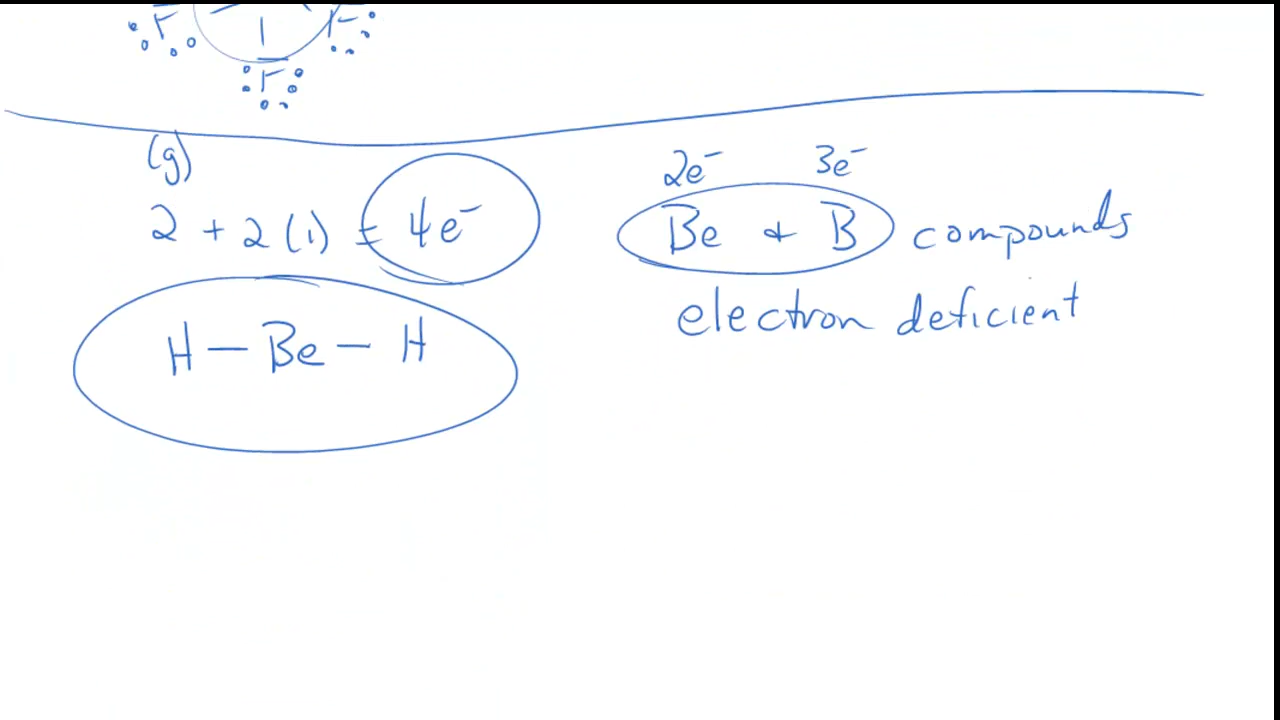 F F
F
(g)
2 + 2 (1) = 4e⁻
H — Be — H
2e⁻ 3e⁻
Be + B compounds
electron deficient